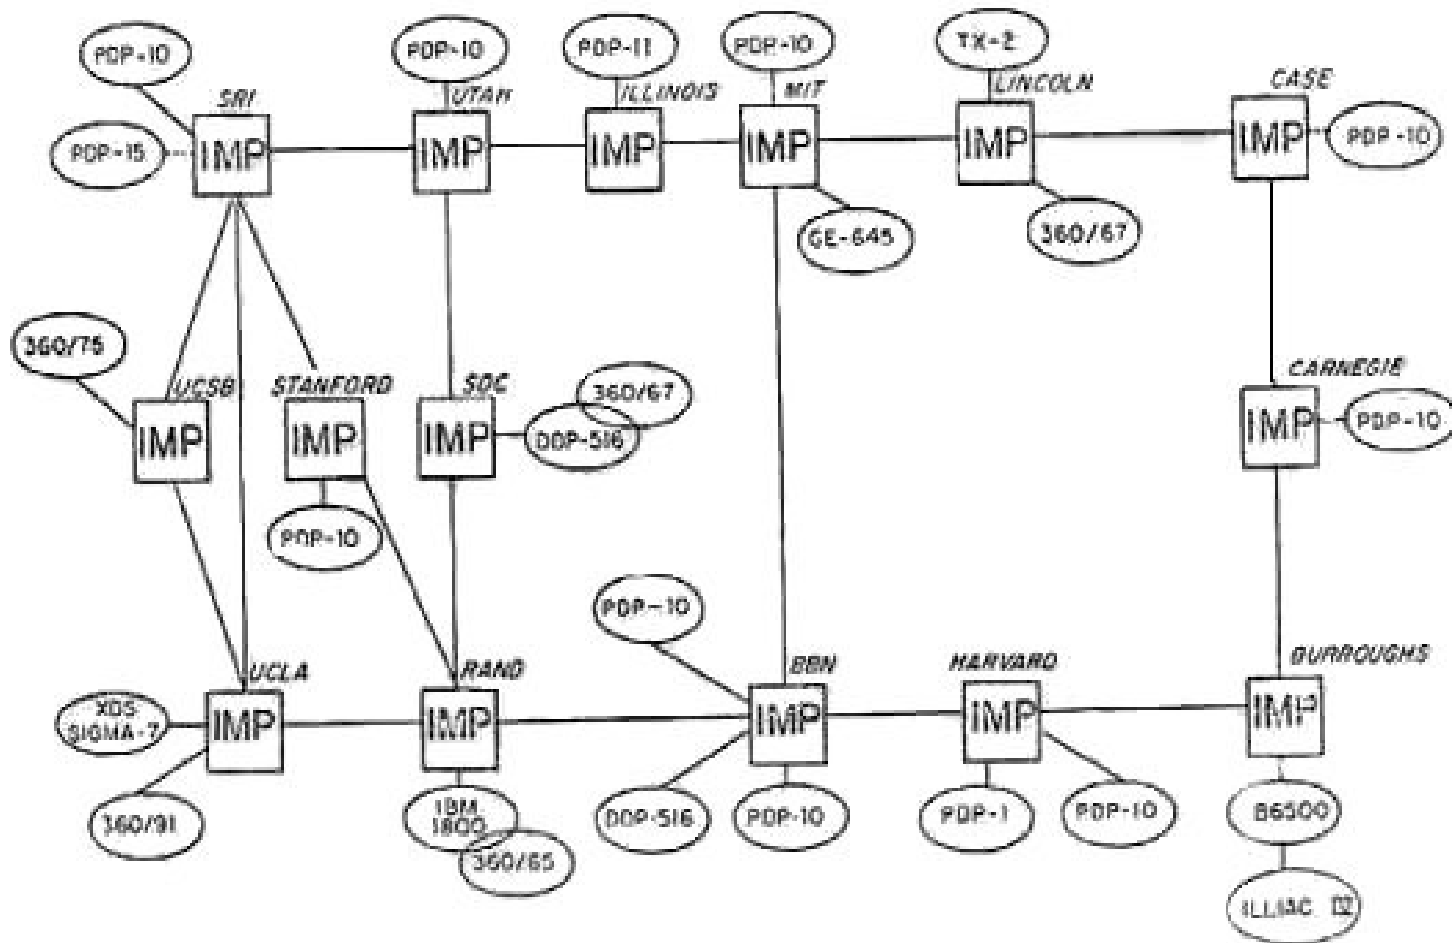 PDP-10
PDP-10
PDP-11
PDP-10
TX-2
SRI
UTAH
ILLINOIS
MIT
LINCOLN
CASE
PDP-15
IMP
IMP
IMP
IMP
IMP
IMP
PDP-10
GE-645
360/67
360/75
UCSB
STANFORD
SDC
360/67
CARNEGIE
IMP
IMP
IMP
DDP-516
IMP
PDP-10
PDP-10
PDP-10
UCLA
RAND
BBN
HARVARD
BURROUGHS
XDS
SIGMA-7
IMP
IMP
IMP
IMP
IMP
360/91
IBM
1800
360/65
DDP-516
PDP-10
PDP-1
PDP-10
B6500
ILLIAC IV